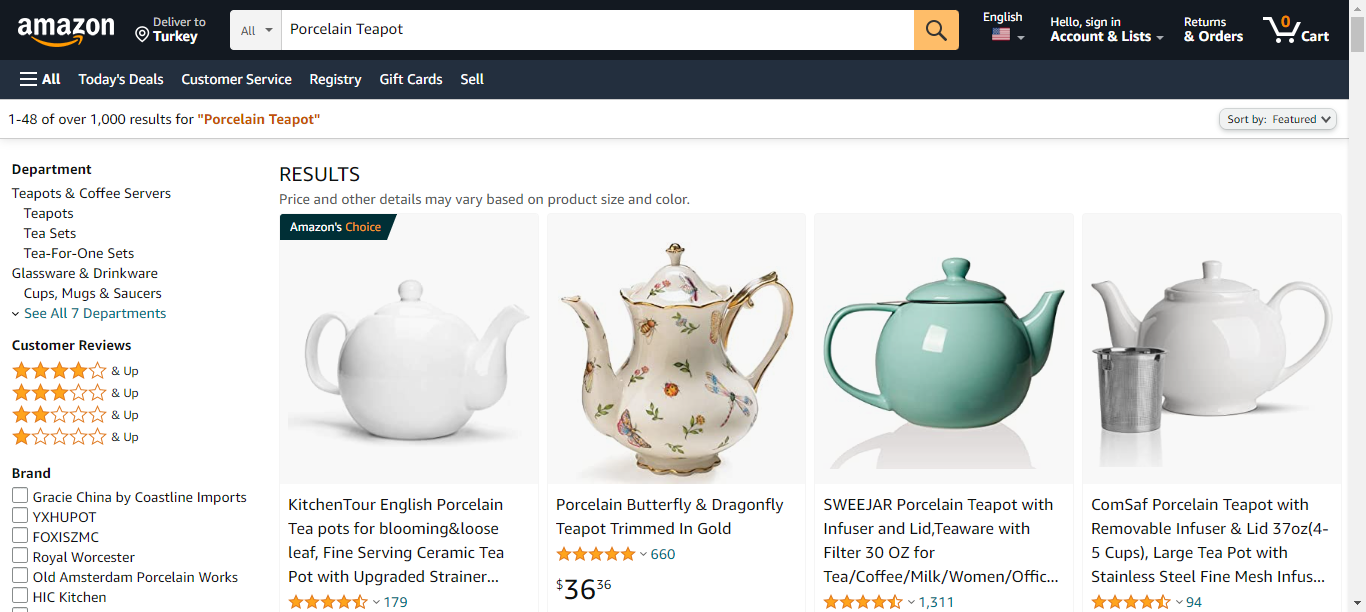 amazon
Deliver to
Turkey
All
Porcelain Teapot
English
Hello, sign in
Account & Lists
Returns
& Orders
0
Cart
All
Today's Deals
Customer Service
Registry
Gift Cards
Sell
1-48 of over 1,000 results for "Porcelain Teapot"
Sort by: Featured
Department
Teapots & Coffee Servers
Teapots
Tea Sets
Tea-For-One Sets
Glassware & Drinkware
Cups, Mugs & Saucers
See All 7 Departments
Customer Reviews
& Up
& Up
& Up
& Up
Brand
Gracie China by Coastline Imports
YXHUPOT
FOXISZMC
Royal Worcester
Old Amsterdam Porcelain Works
HIC Kitchen
RESULTS
Price and other details may vary based on product size and color.
Amazon's Choice
KitchenTour English Porcelain
Tea pots for blooming&loose
leaf, Fine Serving Ceramic Tea
Pot with Upgraded Strainer...
179
Porcelain Butterfly & Dragonfly
Teapot Trimmed In Gold
660
$36 36
SWEEJAR Porcelain Teapot with
Infuser and Lid,Teaware with
Filter 30 OZ for
Tea/Coffee/Milk/Women/Offic...
1,311
ComSaf Porcelain Teapot with
Removable Infuser & Lid 37oz(4-
5 Cups), Large Tea Pot with
Stainless Steel Fine Mesh Infus...
94